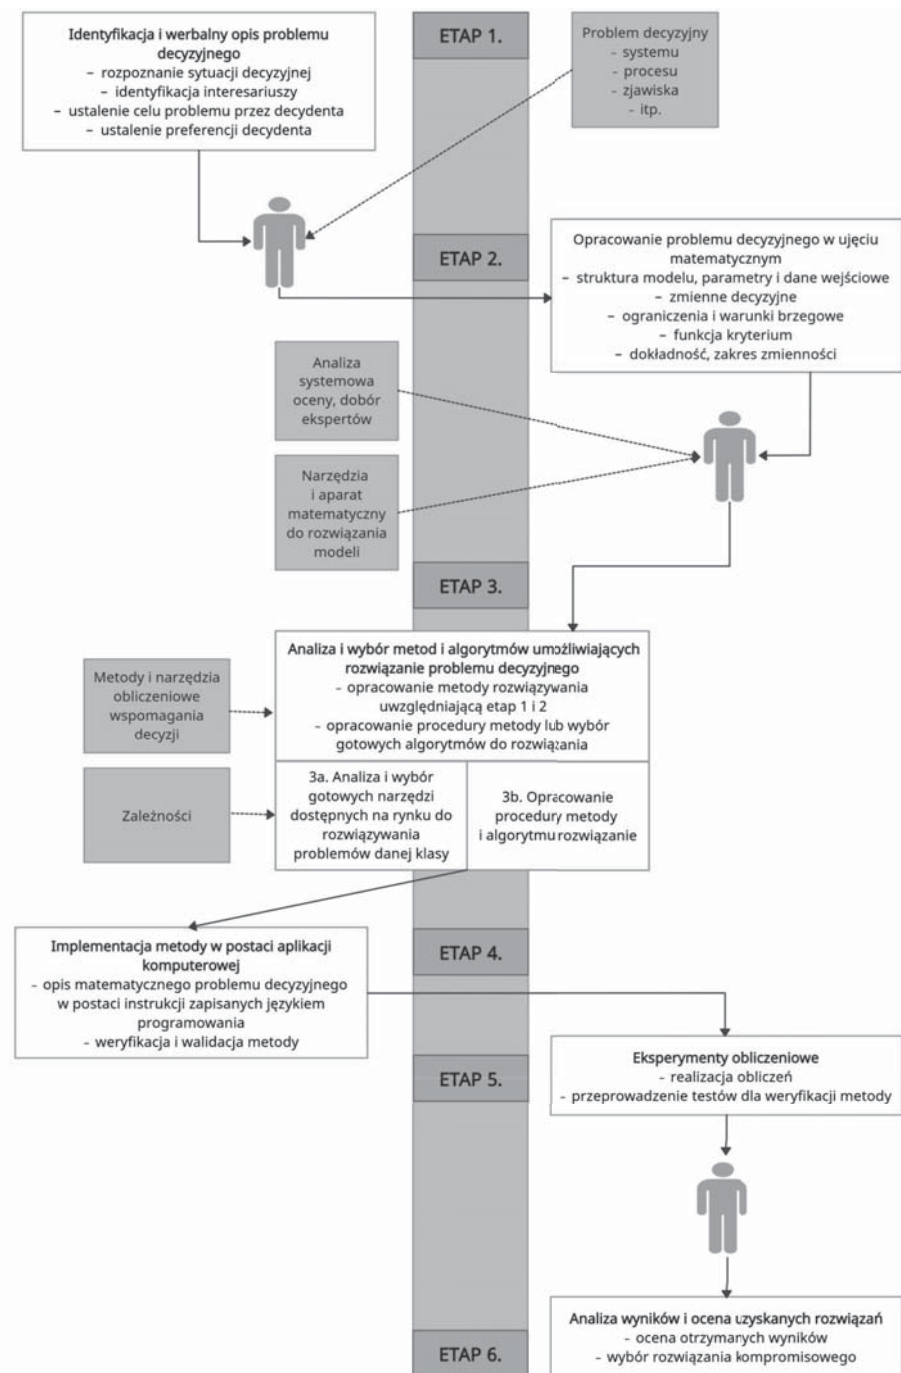 Identyfikacja i werbalny opis problemu
decyzyjnego
– rozpoznanie sytuacji decyzyjnej
– identyfikacja interesariuszy
– ustalenie celu problemu przez decydenta
– ustalenie preferencji decydenta
ETAP 1.
Problem decyzyjny
- systemu
- procesu
- zjawiska
- itp.
ETAP 2.
Opracowanie problemu decyzyjnego w ujęciu
matematycznym
– struktura modelu, parametry i dane wejściowe
– zmienne decyzyjne
– ograniczenia i warunki brzegowe
– funkcja kryterium
– dokładność, zakres zmienności
Analiza
systemowa
oceny, dobór
ekspertów
Narzędzia
i aparat
matematyczny
do rozwiązania
modeli
ETAP 3.
Analiza i wybór metod i algorytmów umożliwiających
rozwiązanie problemu decyzyjnego
- opracowanie metody rozwiązywania
uwzględniającą etap 1 i 2
- opracowanie procedury metody lub wybór
gotowych algorytmów do rozwiązania
Metody i narzędzia
obliczeniowe
wspomagania
decyzji
Zależności
3a. Analiza i wybór
gotowych narzędzi
dostępnych na rynku do
rozwiązywania
problemów danej klasy
3b. Opracowanie
procedury metody
i algorytmu rozwiązanie
ETAP 4.
Implementacja metody w postaci aplikacji
komputerowej
- opis matematycznego problemu decyzyjnego
w postaci instrukcji zapisanych językiem
programowania
- weryfikacja i walidacja metody
ETAP 5.
Eksperymenty obliczeniowe
- realizacja obliczeń
- przeprowadzenie testów dla weryfikacji metody
Analiza wyników i ocena uzyskanych rozwiązań
- ocena otrzymanych wyników
- wybór rozwiązania kompromisowego
ETAP 6.